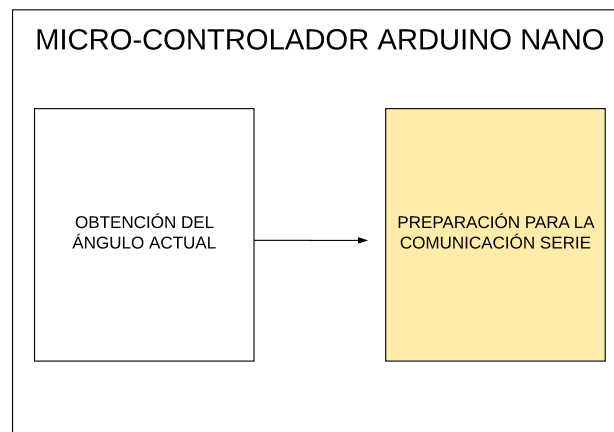 MICRO-CONTROLADOR ARDUINO NANO
OBTENCIÓN DEL
ÁNGULO ACTUAL
PREPARACIÓN PARA LA
COMUNICACIÓN SERIE